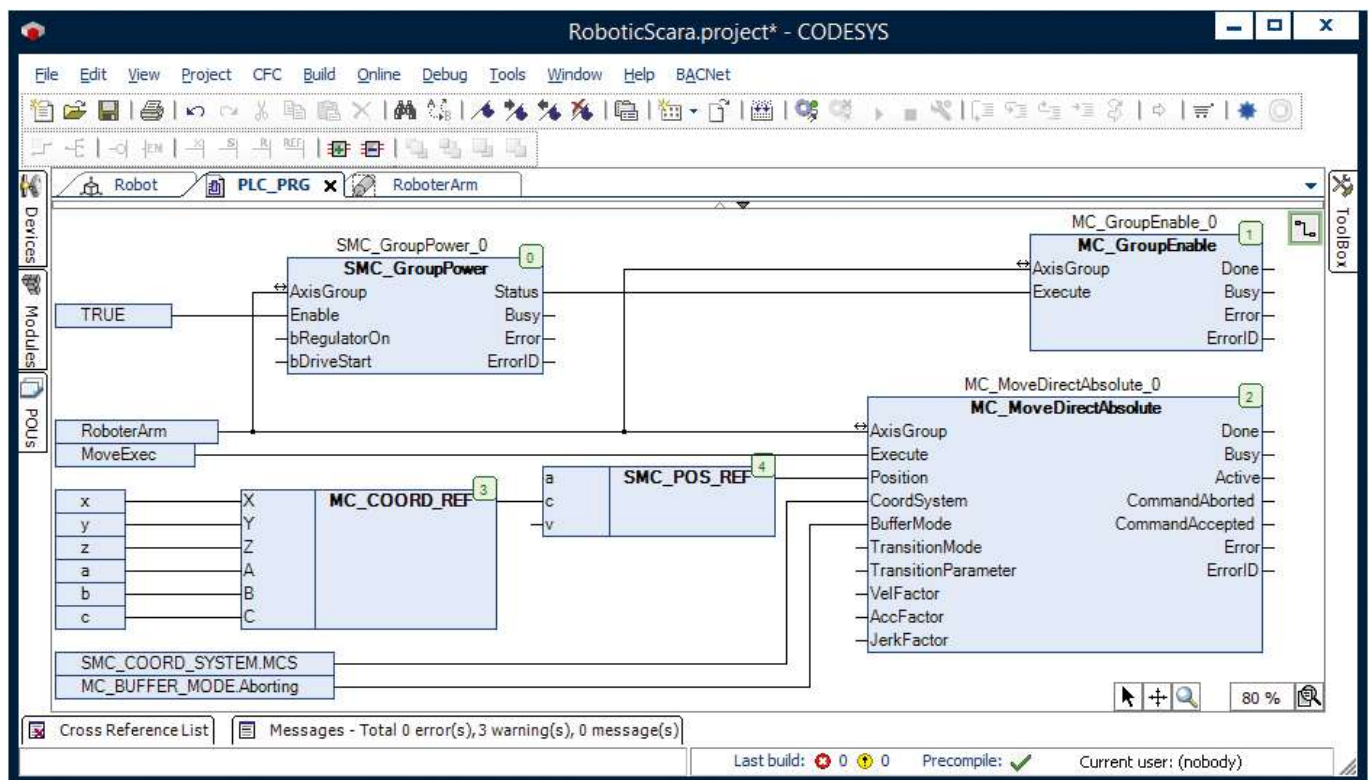 RoboticScara.project* - CODESYS
File Edit View Project CFC Build Online Debug Tools Window Help BACNet
Robot PLC_PRG RoboterArm
Devices
Modules
POUs
ToolBox
SMC_GroupPower_0
0
SMC_GroupPower
AxisGroup Status
Enable Busy
bRegulatorOn Error
bDriveStart ErrorID
TRUE
MC_GroupEnable_0
1
MC_GroupEnable
AxisGroup Done
Execute Busy
Error
ErrorID
RoboterArm
MoveExec
MC_MoveDirectAbsolute_0
2
MC_MoveDirectAbsolute
AxisGroup Done
Execute Busy
Position Active
CoordSystem CommandAborted
BufferMode CommandAccepted
TransitionMode Error
TransitionParameter ErrorID
VelFactor
AccFactor
JerkFactor
x
y
z
a
b
c
3
X MC_COORD_REF
Y
Z
A
B
C
4
a SMC_POS_REF
c
v
SMC_COORD_SYSTEM.MCS
MC_BUFFER_MODE.Aborting
80 %
Cross Reference List Messages - Total 0 error(s), 3 warning(s), 0 message(s)
Last build: 0 0 Precompile: Current user: (nobody)